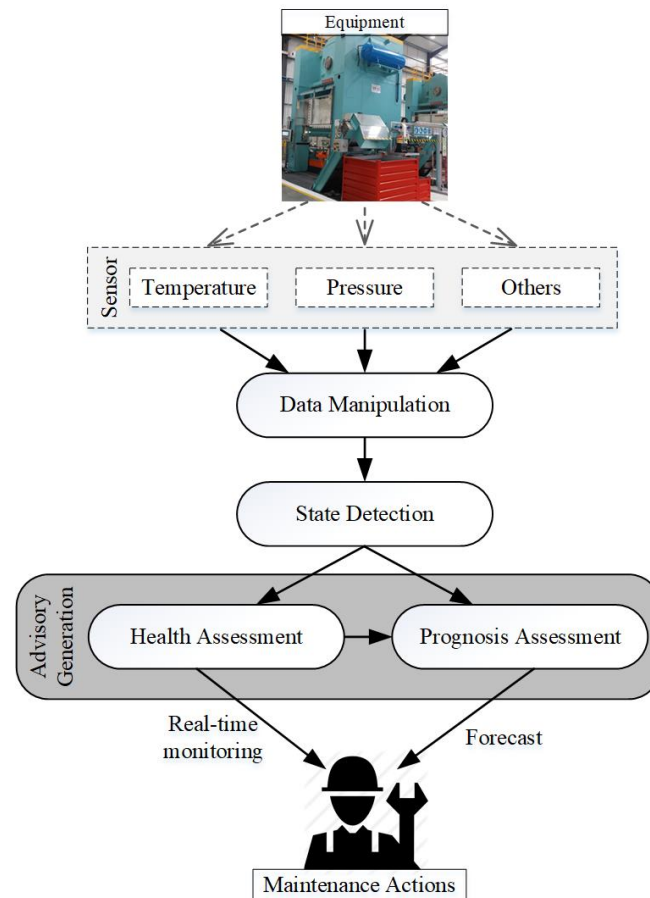 Equipment
Sensor
Temperature
Pressure
Others
Data Manipulation
State Detection
Advisory
Generation
Health Assessment
Prognosis Assessment
Real-time
monitoring
Forecast
Maintenance Actions